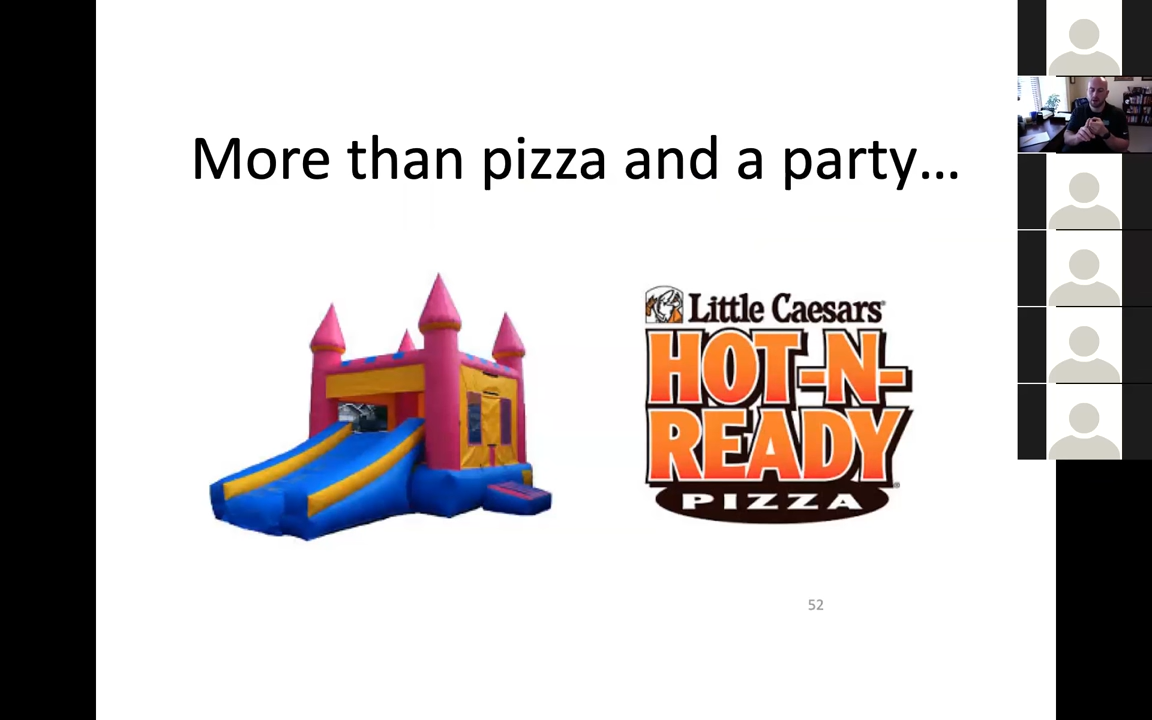 More than pizza and a party...
Little Caesars
HOT-N-
READY
PIZZA
52